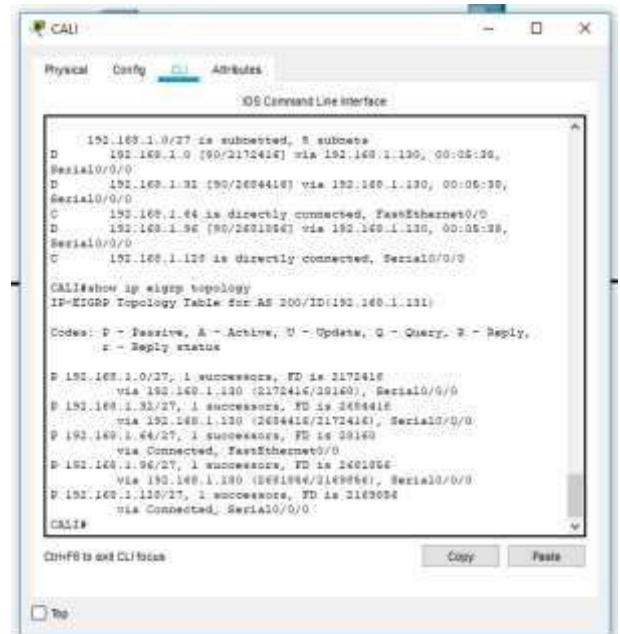 CALI
Physical Config CLI Attributes
IOS Command Line Interface
192.168.1.0/27 is subnetted, 5 subnets
D 192.168.1.0 [90/2172416] via 192.168.1.130, 00:05:38,
Serial0/0/0
D 192.168.1.32 [90/2684416] via 192.168.1.130, 00:05:38,
Serial0/0/0
C 192.168.1.64 is directly connected, FastEthernet0/0
D 192.168.1.96 [90/2681856] via 192.168.1.130, 00:05:38,
Serial0/0/0
C 192.168.1.128 is directly connected, Serial0/0/0
CALI#show ip eigrp topology
IP-EIGRP Topology Table for AS 200/ID(192.168.1.131)
Codes: P - Passive, A - Active, U - Update, Q - Query, R - Reply,
r - Reply status
P 192.168.1.0/27, 1 successors, FD is 2172416
via 192.168.1.130 (2172416/28160), Serial0/0/0
P 192.168.1.32/27, 1 successors, FD is 2684416
via 192.168.1.130 (2684416/2172416), Serial0/0/0
P 192.168.1.64/27, 1 successors, FD is 28160
via Connected, FastEthernet0/0
P 192.168.1.96/27, 1 successors, FD is 2681856
via 192.168.1.130 (2681856/2169856), Serial0/0/0
P 192.168.1.128/27, 1 successors, FD is 2169856
via Connected, Serial0/0/0
CALI#
Ctrl+F6 to exit CLI focus
Copy Paste
Top